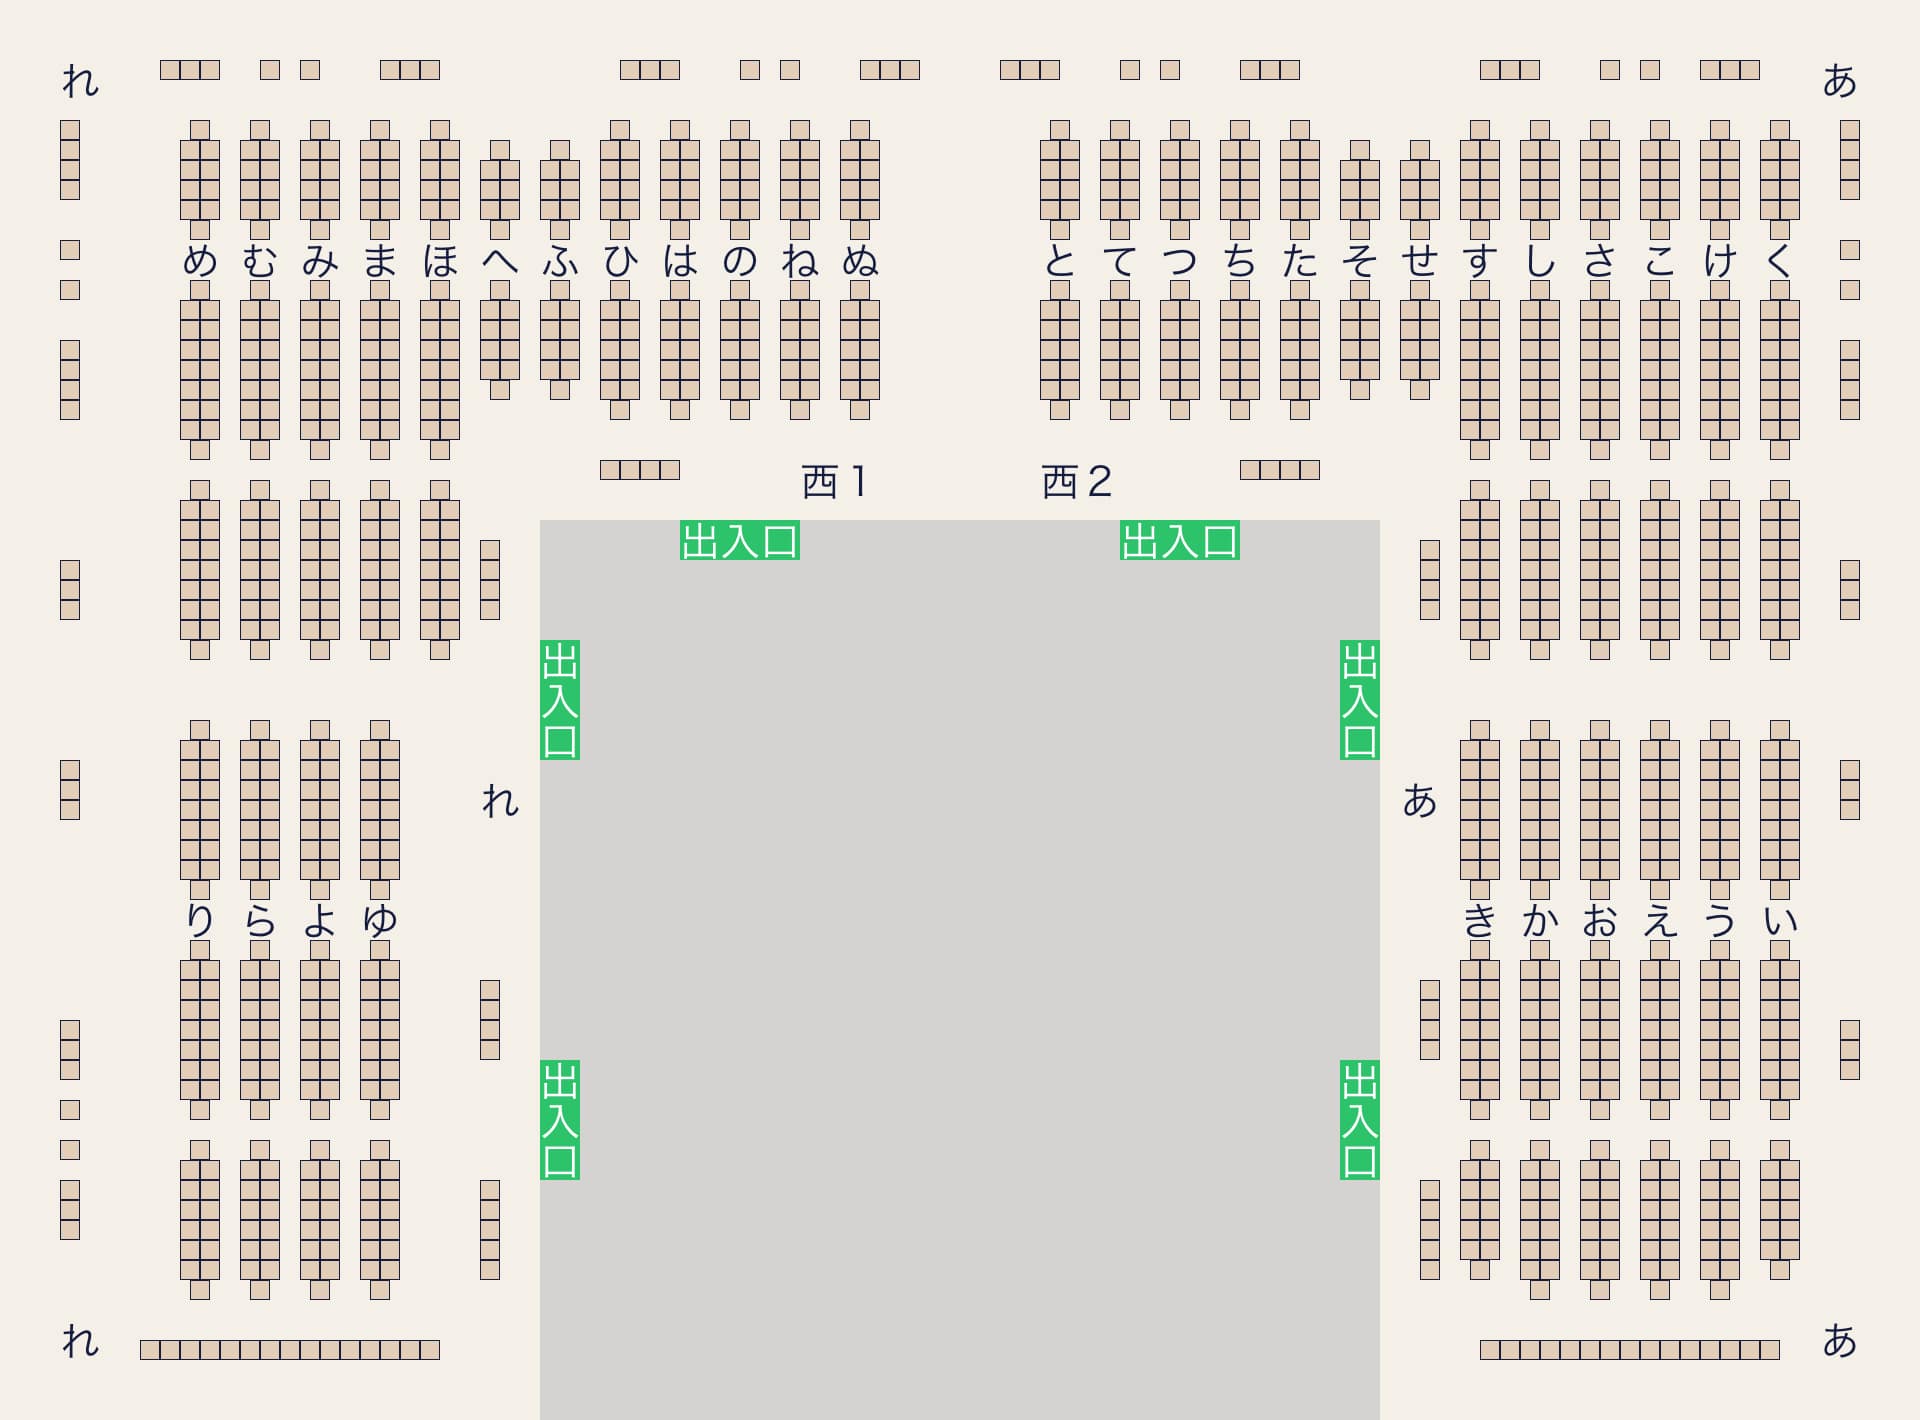 れ
あ
めむみまほへふひはのねぬ
とてつちたそせすしさこけく
西1
西2
出入口
出入口
出入口
出入口
れ
あ
りらよゆ
きかおえうい
出入口
出入口
れ
あ